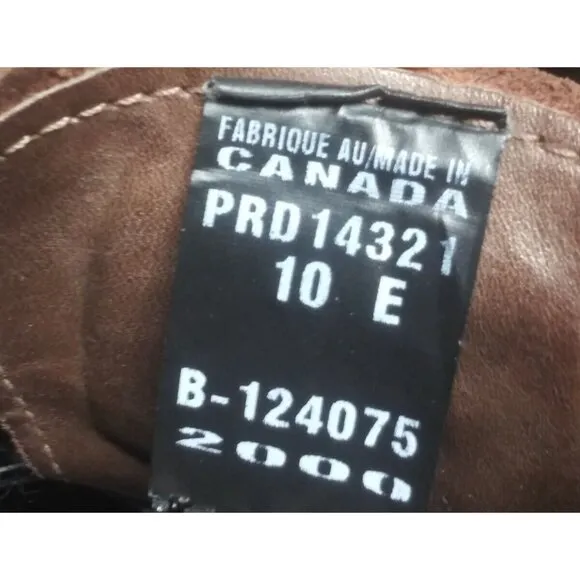 FABRIQUE AU/MADE IN
CANADA
PRD14321
10 E
B-124075
2000